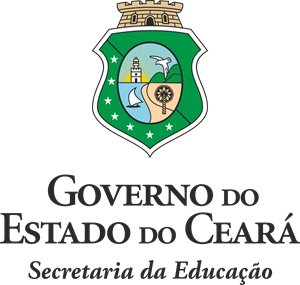 GOVERNO DO
ESTADO DO CEARÁ
Secretaria da Educação